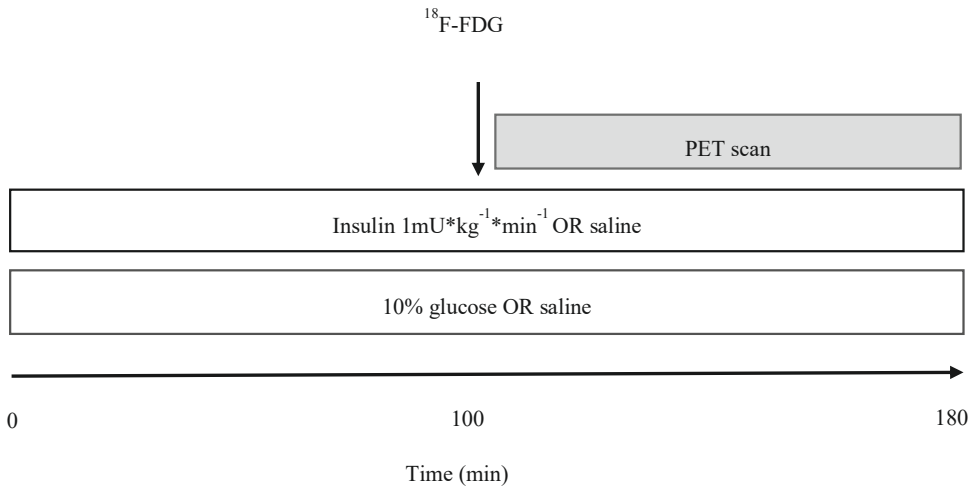 ¹⁸F-FDG
PET scan
Insulin 1mU*kg⁻¹*min⁻¹ OR saline
10% glucose OR saline
0 100 180
Time (min)